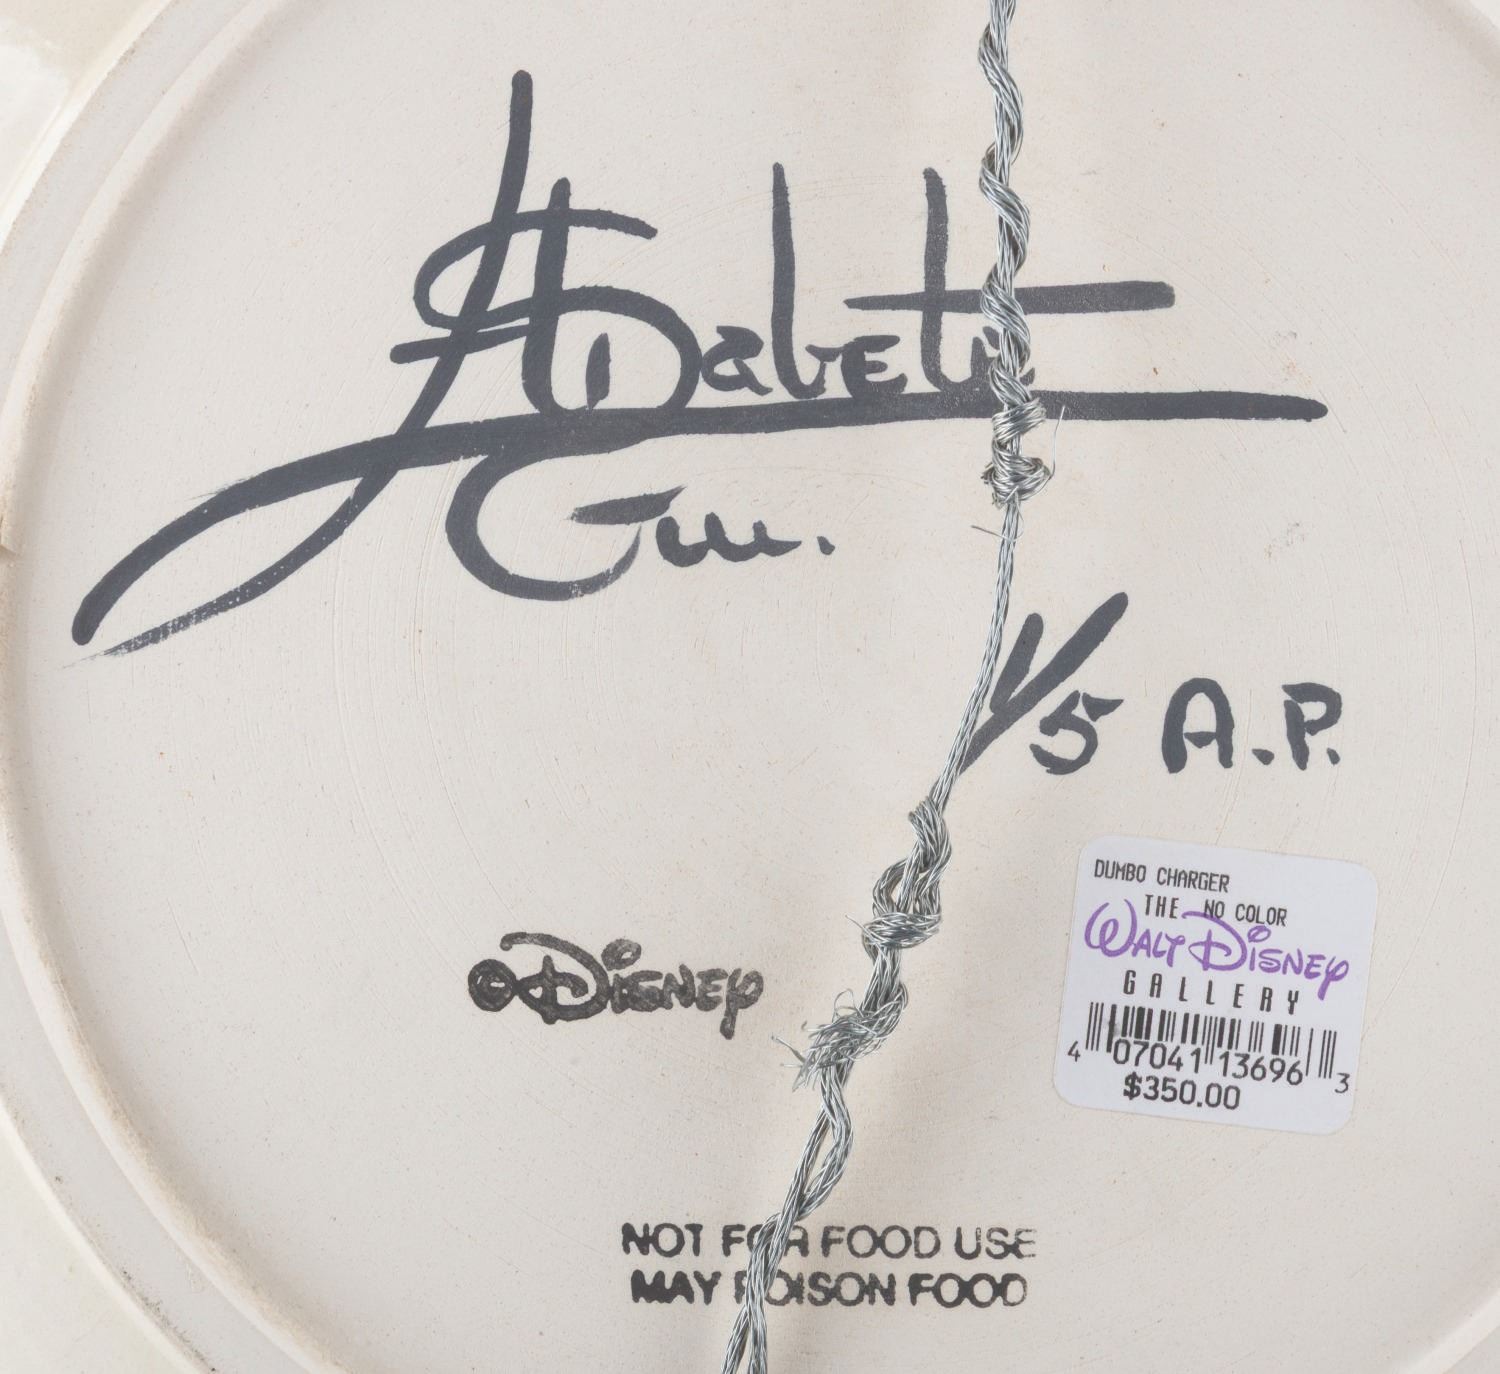 1/5 A.P.
DUMBO CHARGER
THE NO COLOR
WALT DISNEY
GALLERY
4 07041 13696 3
$350.00
© DISNEY
NOT FOR FOOD USE
MAY POISON FOOD